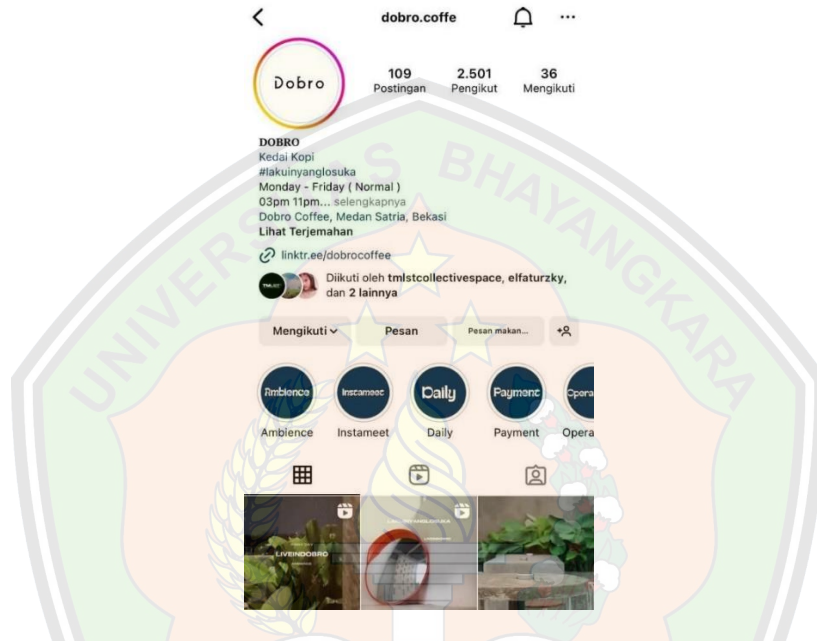 dobro.coffe
Dobro
109 2.501 36
Postingan Pengikut Mengikuti
DOBRO
Kedai Kopi
#lakuinyanglosuka
Monday - Friday ( Normal )
03pm 11pm... selengkapnya
Dobro Coffee, Medan Satria, Bekasi
Lihat Terjemahan
linktr.ee/dobrocoffee
Diikuti oleh tmlstcollectivespace, elfaturzky,
dan 2 lainnya
Mengikuti Pesan Pesan makan...
Ambience Instameet Daily Payment Opera
Ambience Instameet Daily Payment Opera
LIVEINDOBRO
UNIVERSITAS BHAYANGKARA